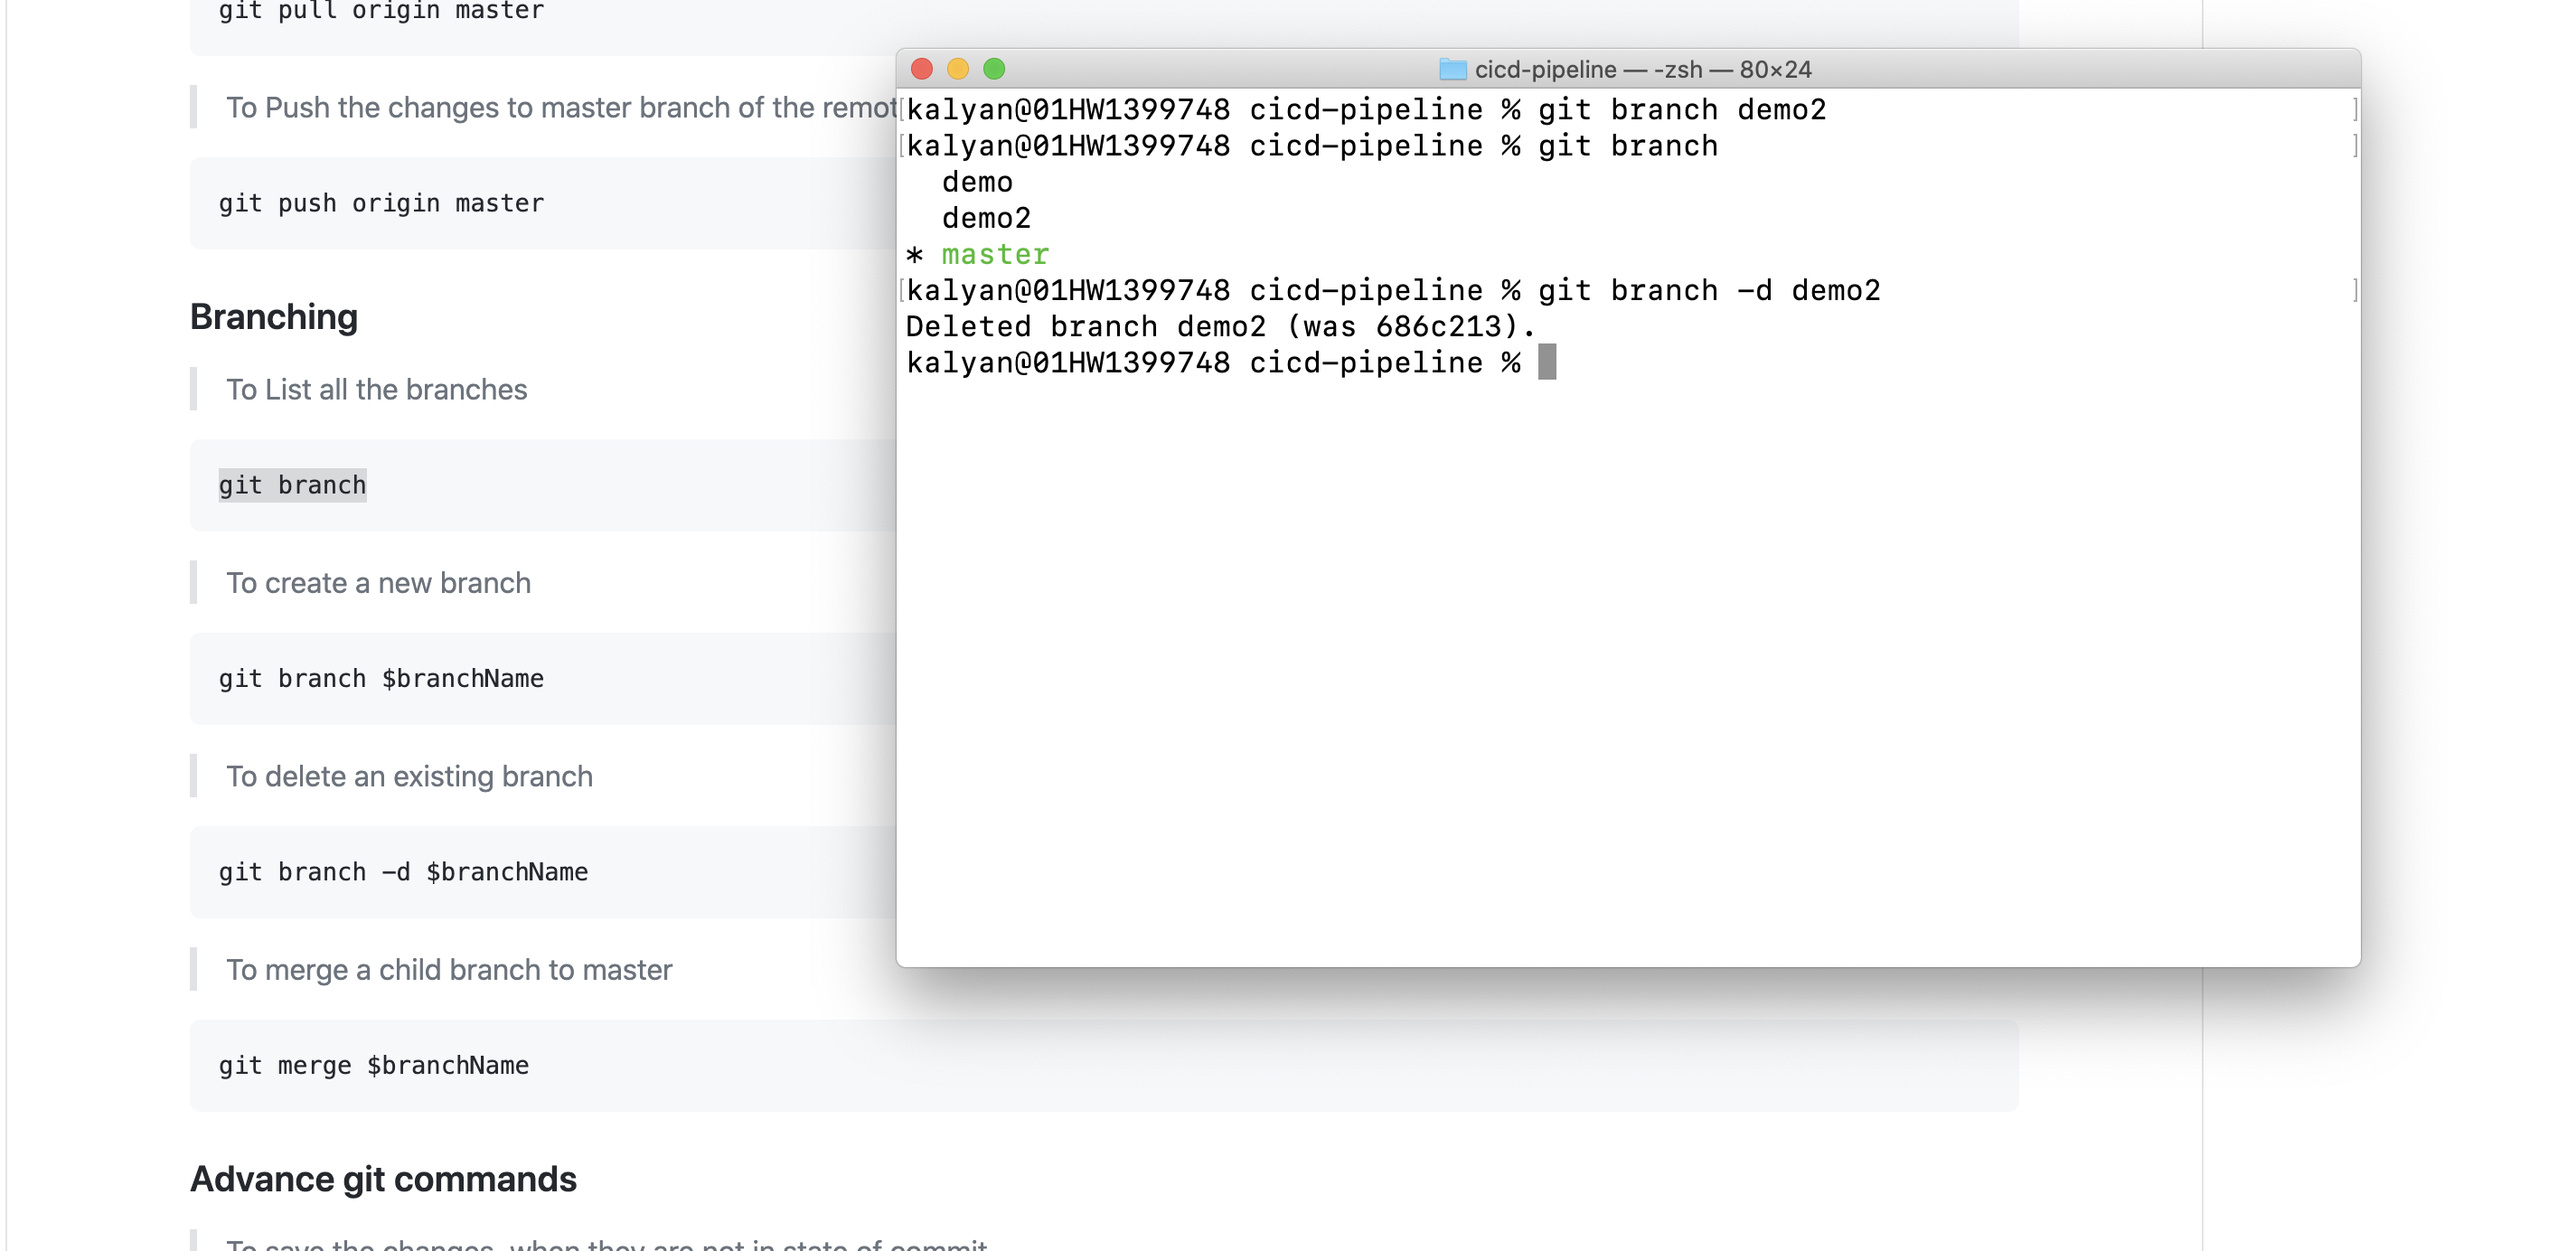 git pull origin master
To Push the changes to master branch of the remot
git push origin master
Branching
To List all the branches
git branch
To create a new branch
git branch $branchName
To delete an existing branch
git branch -d $branchName
To merge a child branch to master
git merge $branchName
Advance git commands
To save the changes, when they are not in state of commit
cicd-pipeline — -zsh — 80×24
[kalyan@01HW1399748 cicd-pipeline % git branch demo2 ]
[kalyan@01HW1399748 cicd-pipeline % git branch ]
demo
demo2
* master
[kalyan@01HW1399748 cicd-pipeline % git branch -d demo2 ]
Deleted branch demo2 (was 686c213).
kalyan@01HW1399748 cicd-pipeline %